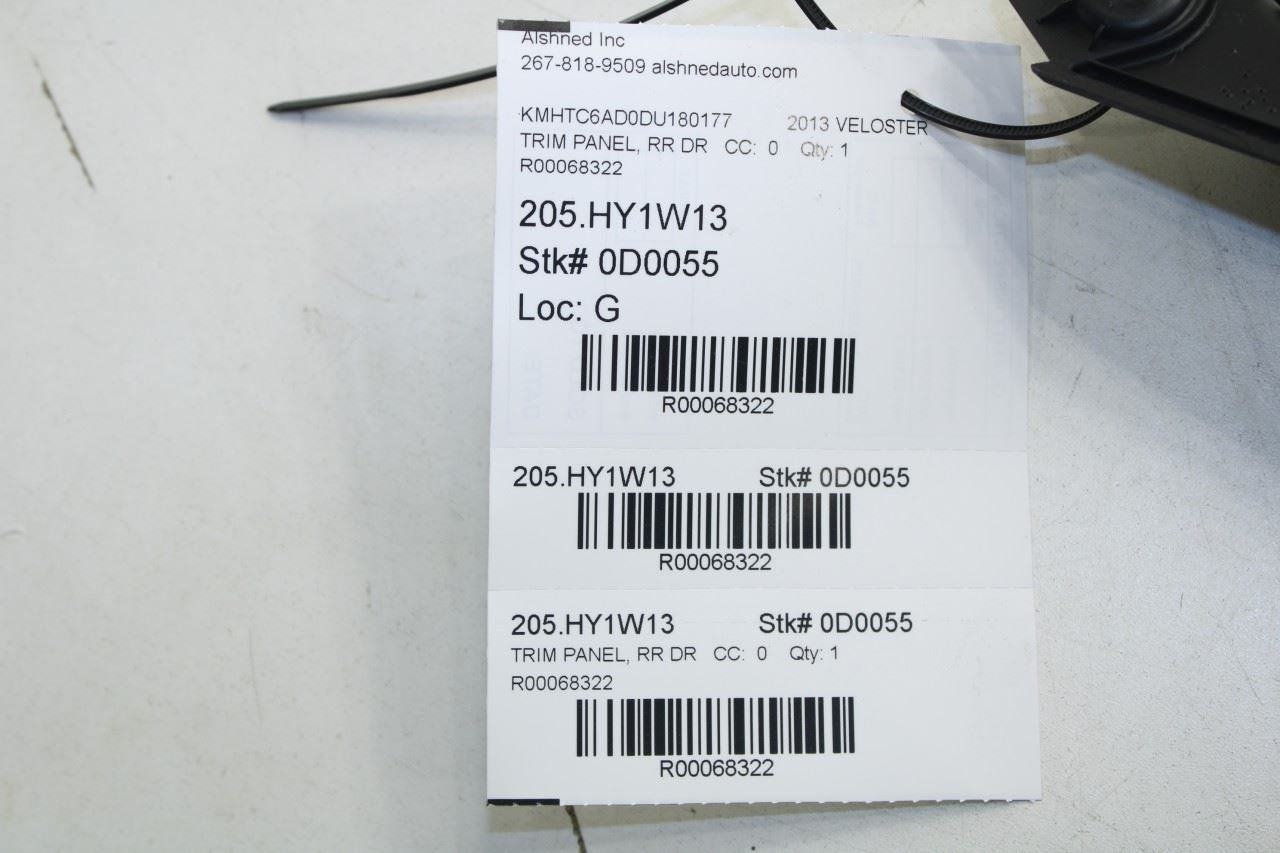 Alshned Inc
267-818-9509 alshnedauto.com
KMHTC6AD0DU180177 2013 VELOSTER
TRIM PANEL, RR DR CC: 0 Qty: 1
R00068322
205.HY1W13
Stk# 0D0055
Loc: G
R00068322
205.HY1W13 Stk# 0D0055
R00068322
205.HY1W13 Stk# 0D0055
TRIM PANEL, RR DR CC: 0 Qty: 1
R00068322
R00068322